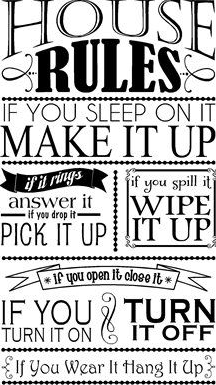 HOUSE
RULES
IF YOU SLEEP ON IT
MAKE IT UP
if it rings
answer it
if you drop it
PICK IT UP
if you spill it
WIPE
IT UP
if you open it close it
IF YOU
TURN IT ON
TURN
IT OFF
If You Wear It Hang It Up